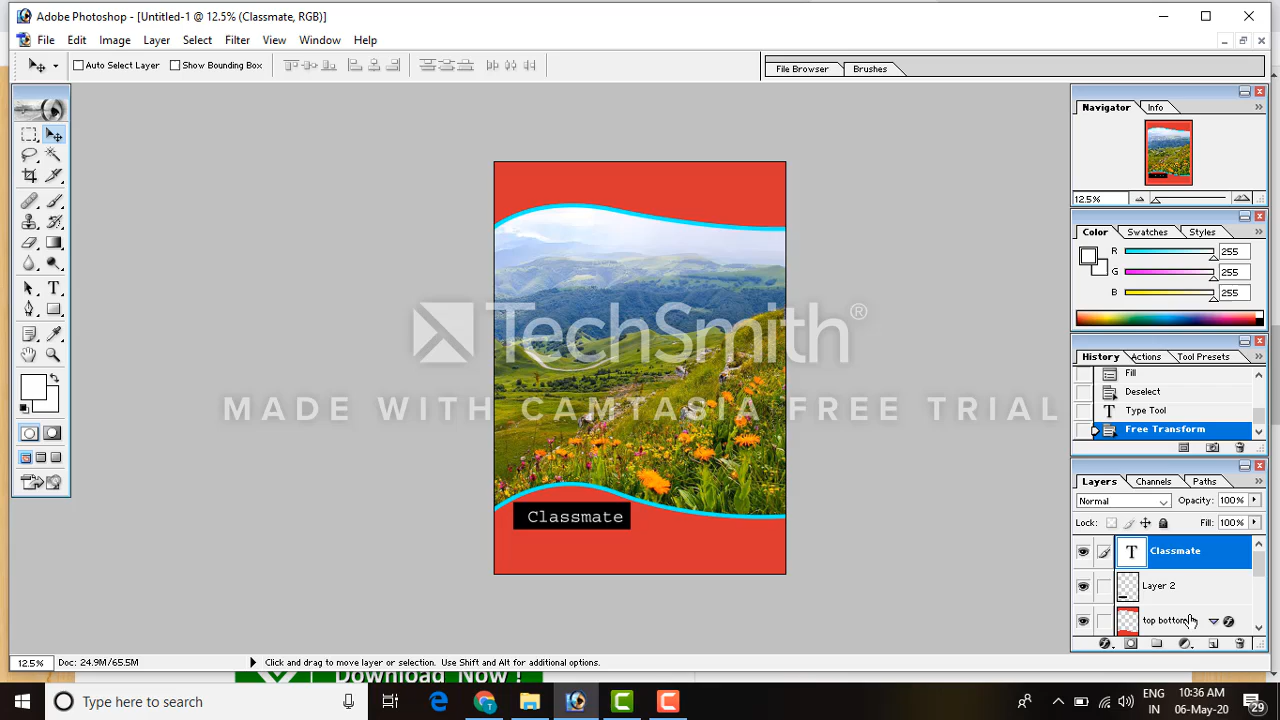 Adobe Photoshop - [Untitled-1 @ 12.5% (Classmate, RGB)]
File Edit Image Layer Select Filter View Window Help
Auto Select Layer Show Bounding Box File Browser Brushes
Navigator Info
12.5%
Color Swatches Styles
R 255
G 255
B 255
TechSmith®
MADE WITH CAMTASIA FREE TRIAL
History Actions Tool Presets
Fill
Deselect
T Type Tool
Free Transform
Layers Channels Paths
Normal Opacity: 100%
Lock: Fill: 100%
T Classmate
Layer 2
top bottom
Classmate
12.5% Doc: 24.9M/65.5M Click and drag to move layer or selection. Use Shift and Alt for additional options.
Download Now !
Type here to search
ENG
IN
10:36 AM
06-May-20
29